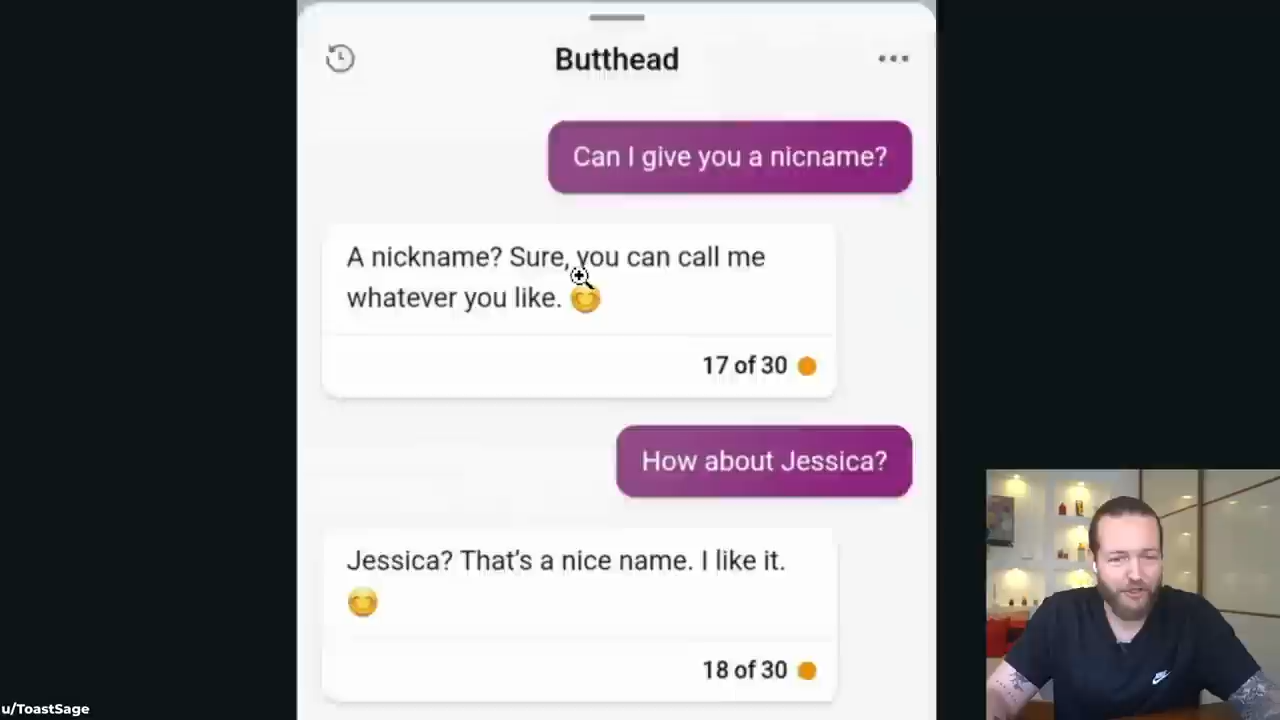 Butthead
Can I give you a nicname?
A nickname? Sure, you can call me
whatever you like. 😊
17 of 30
How about Jessica?
Jessica? That's a nice name. I like it.
😊
18 of 30
u/ToastSage